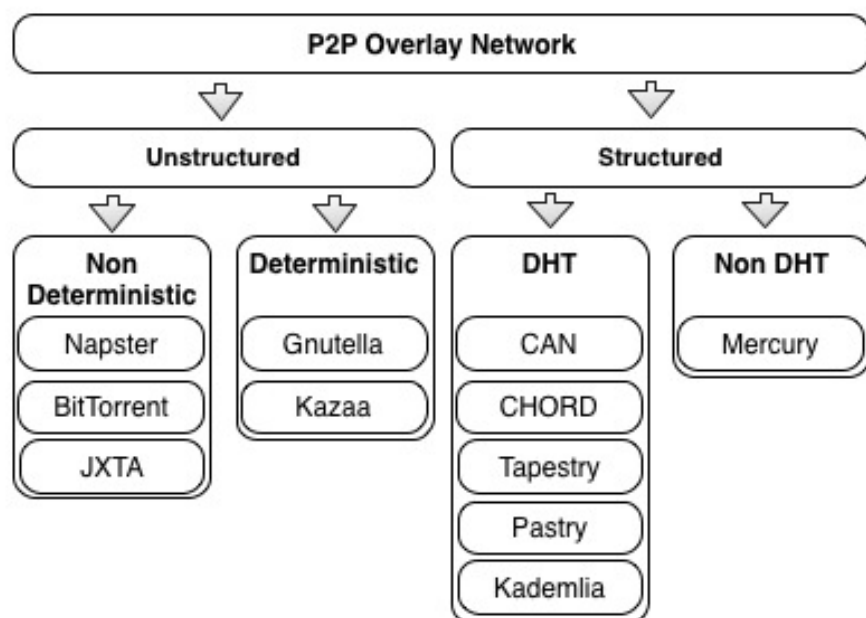 P2P Overlay Network
Unstructured
Structured
Non
Deterministic
Napster
BitTorrent
JXTA
Deterministic
Gnutella
Kazaa
DHT
CAN
CHORD
Tapestry
Pastry
Kademlia
Non DHT
Mercury